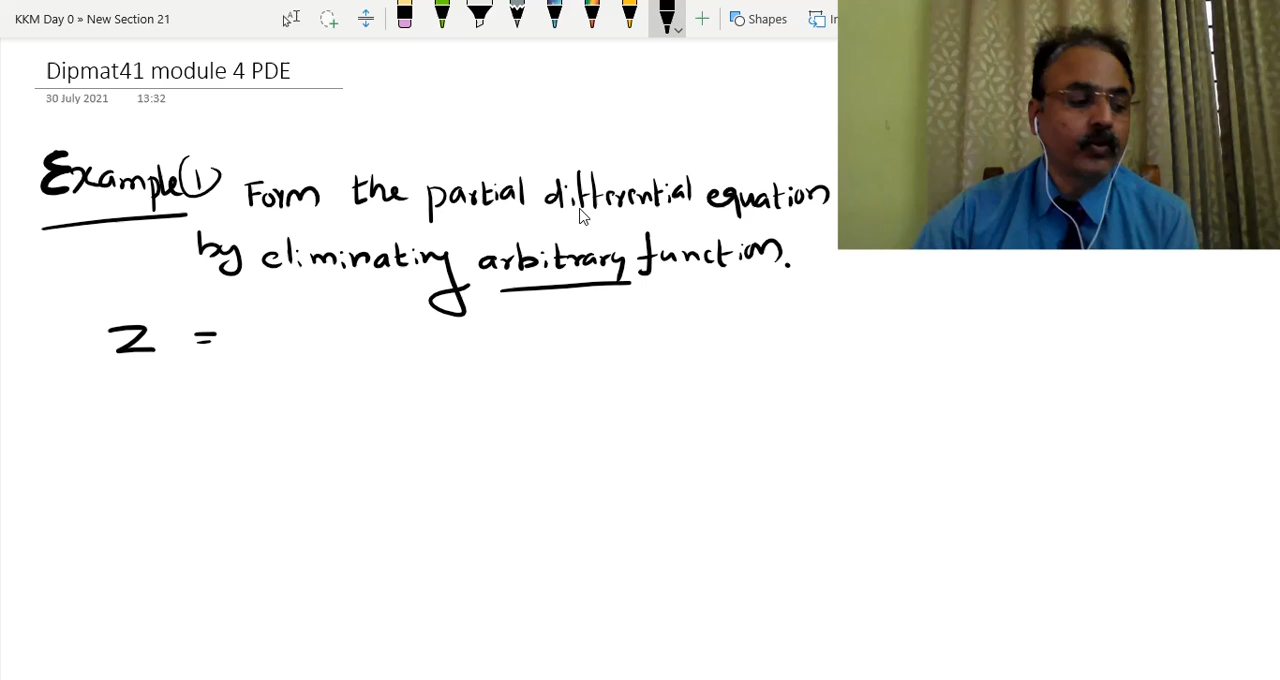 KKM Day 0 » New Section 21
Shapes
Dipmat41 module 4 PDE
30 July 2021 13:32
Example(1) Form the partial differential equation
by eliminating arbitrary function.
Z =